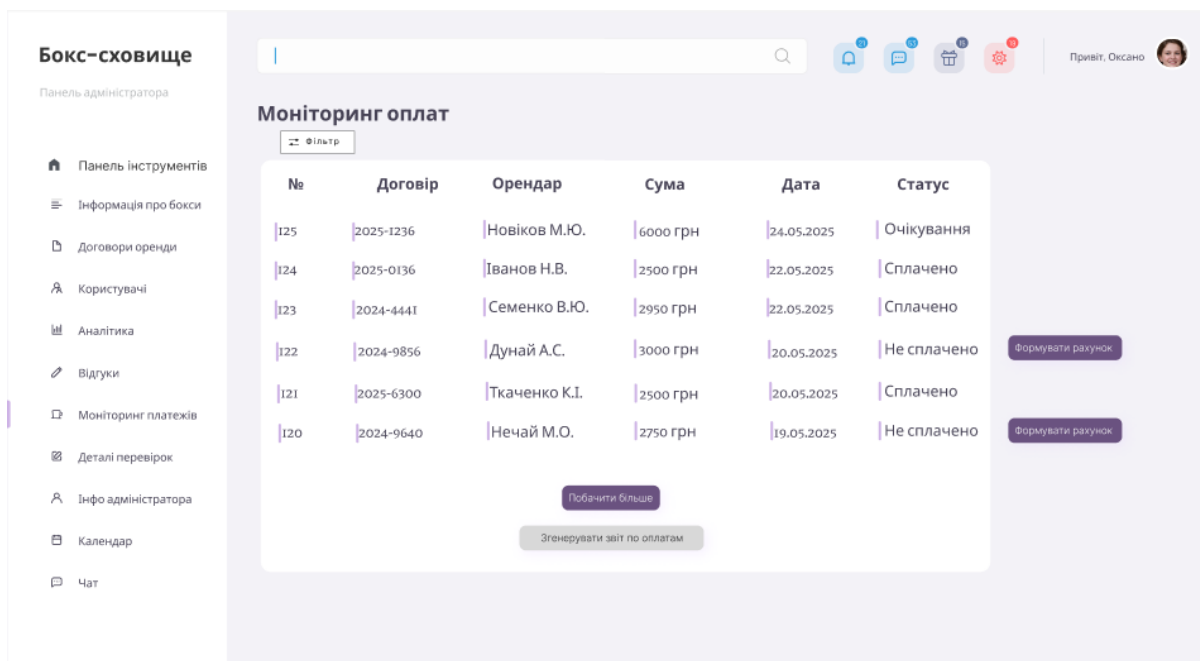 Бокс-сховище
Панель адміністратора
Панель інструментів
Інформація про бокси
Договори оренди
Користувачі
Аналітика
Відгуки
Моніторинг платежів
Деталі перевірок
Інфо адміністратора
Календар
Чат
Привіт, Оксано
Моніторинг оплат
Фільтр
№ Договір Орендар Сума Дата Статус
125 2025-1236 Новіков М.Ю. 6000 грн 24.05.2025 Очікування
124 2025-0136 Іванов Н.В. 2500 грн 22.05.2025 Сплачено
123 2024-4441 Семенко В.Ю. 2950 грн 22.05.2025 Сплачено
122 2024-9856 Дунай А.С. 3000 грн 20.05.2025 Не сплачено Формувати рахунок
121 2025-6300 Ткаченко К.І. 2500 грн 20.05.2025 Сплачено
120 2024-9640 Нечай М.О. 2750 грн 19.05.2025 Не сплачено Формувати рахунок
Побачити більше
Згенерувати звіт по оплатам